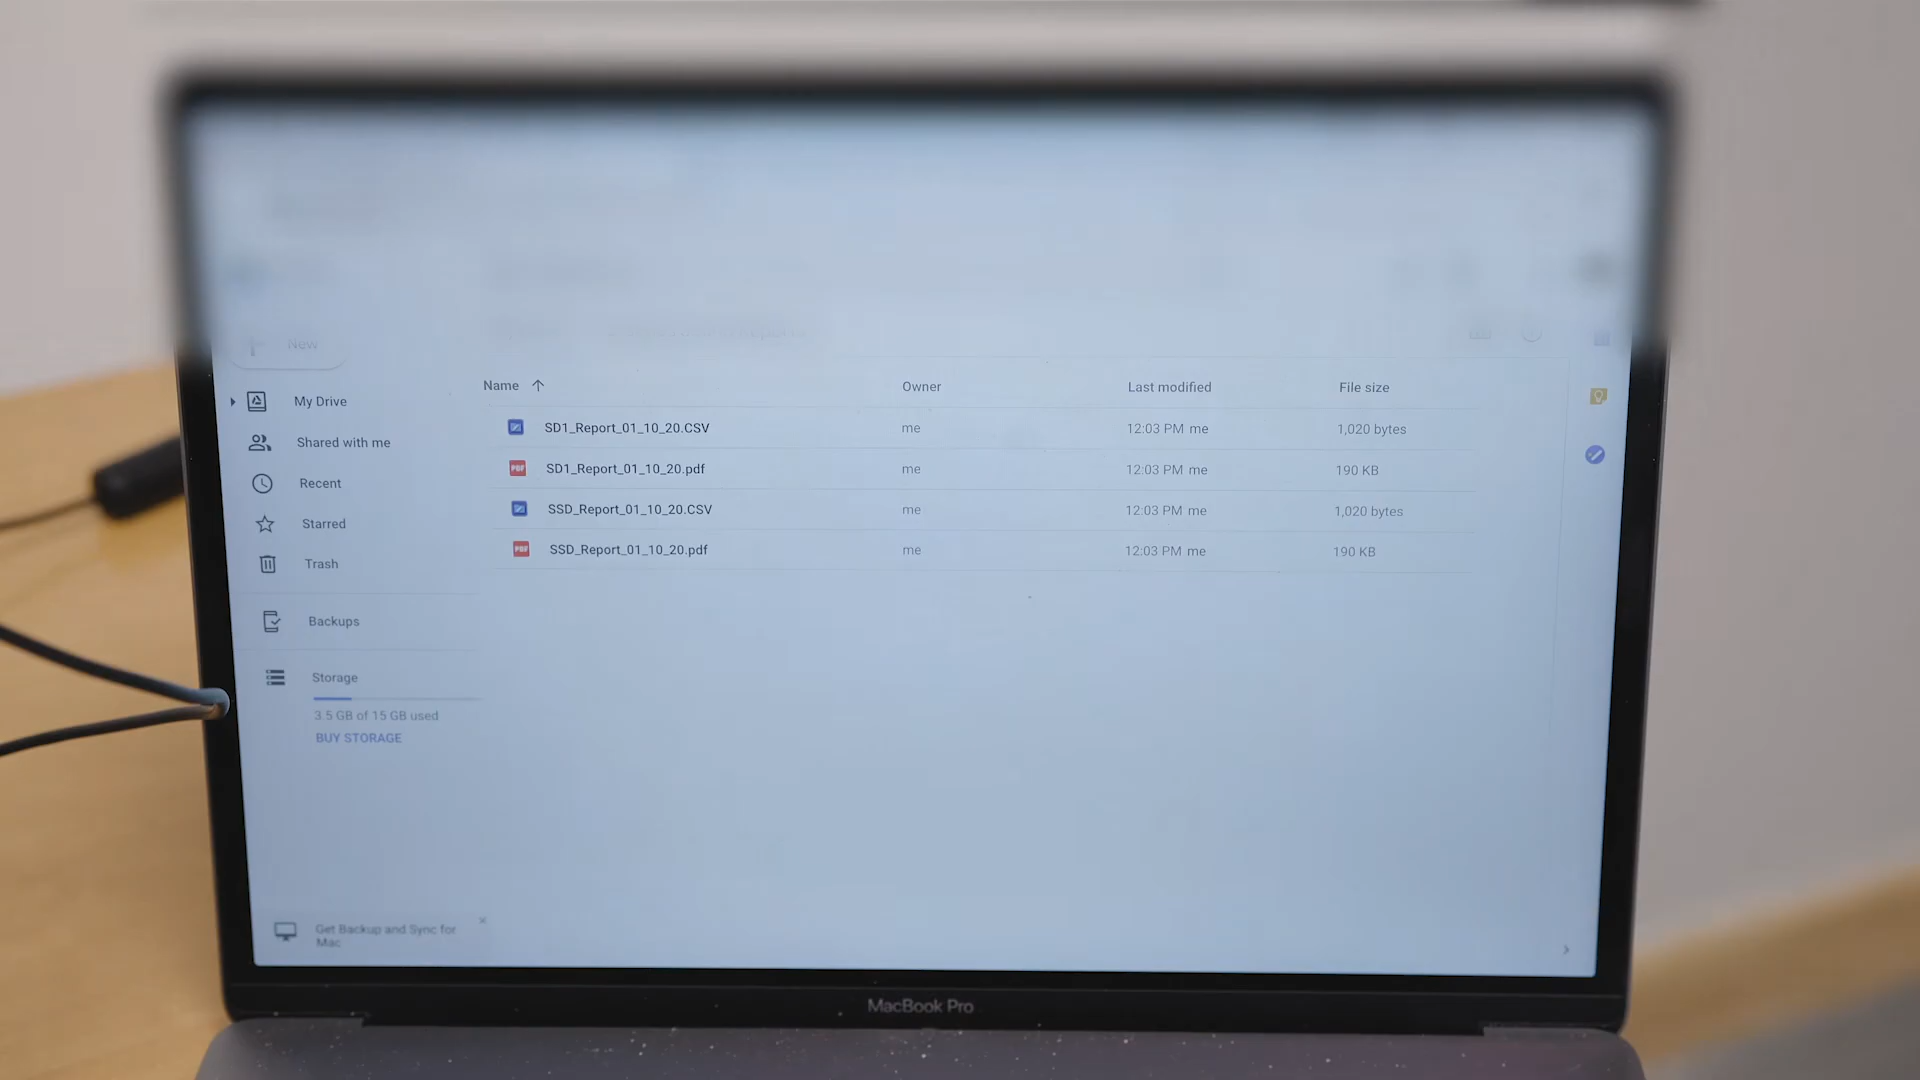 New
Name Owner Last modified File size
My Drive
SD1_Report_01_10_20.CSV me 12:03 PM me 1,020 bytes
Shared with me
SD1_Report_01_10_20.pdf me 12:03 PM me 190 KB
Recent
SSD_Report_01_10_20.CSV me 12:03 PM me 1,020 bytes
Starred
SSD_Report_01_10_20.pdf me 12:03 PM me 190 KB
Trash
Backups
Storage
3.5 GB of 15 GB used
BUY STORAGE
Get Backup and Sync for
Mac
MacBook Pro